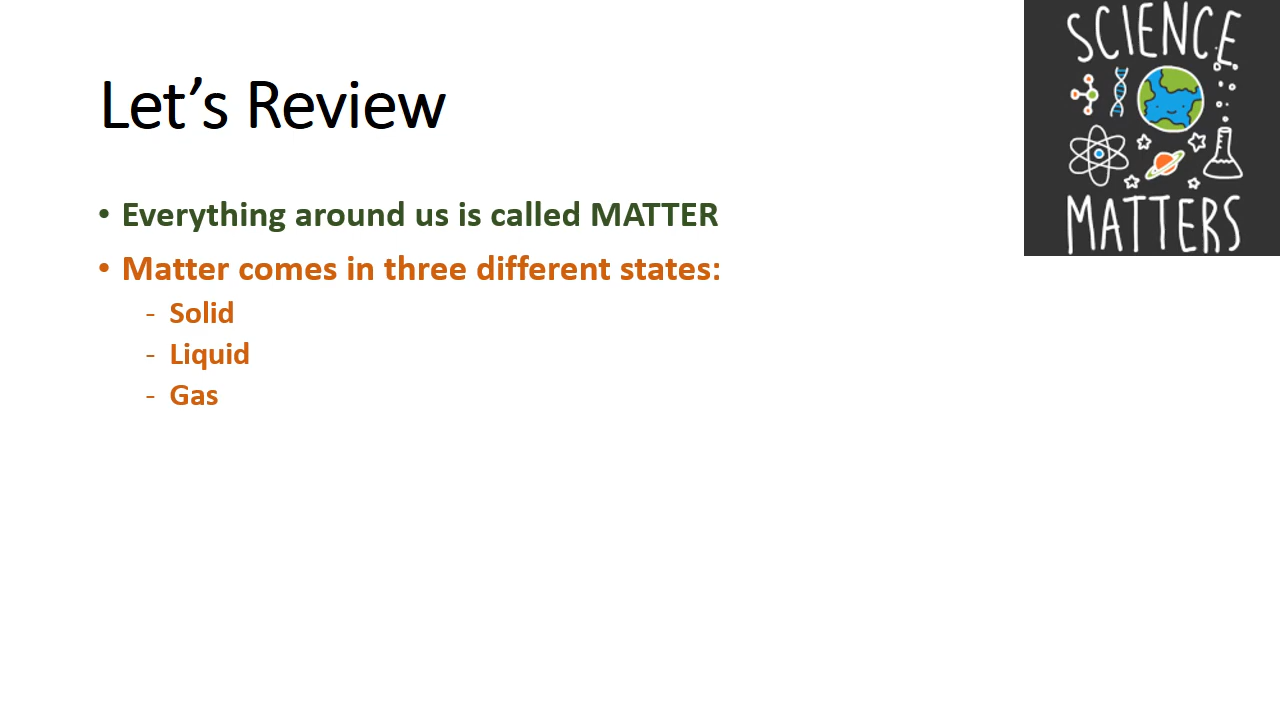 Let’s Review
• Everything around us is called MATTER
• Matter comes in three different states:
- Solid
- Liquid
- Gas
SCIENCE
MATTERS